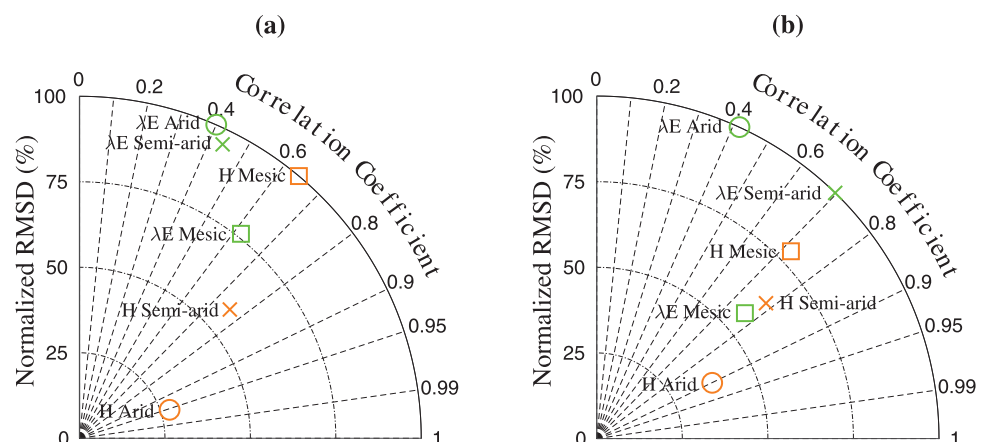 (a)
(b)
Correlation Coefficient
Correlation Coefficient
Normalized RMSD (%)
Normalized RMSD (%)
100
75
50
25
0
0
0.2
0.4
0.6
0.8
0.9
0.95
0.99
1
λE Arid
λE Semi-arid
H Mesic
λE Mesic
H Semi-arid
H Arid
100
75
50
25
0
0
0.2
0.4
0.6
0.8
0.9
0.95
0.99
1
λE Arid
λE Semi-arid
H Mesic
H Semi-arid
λE Mesic
H Arid